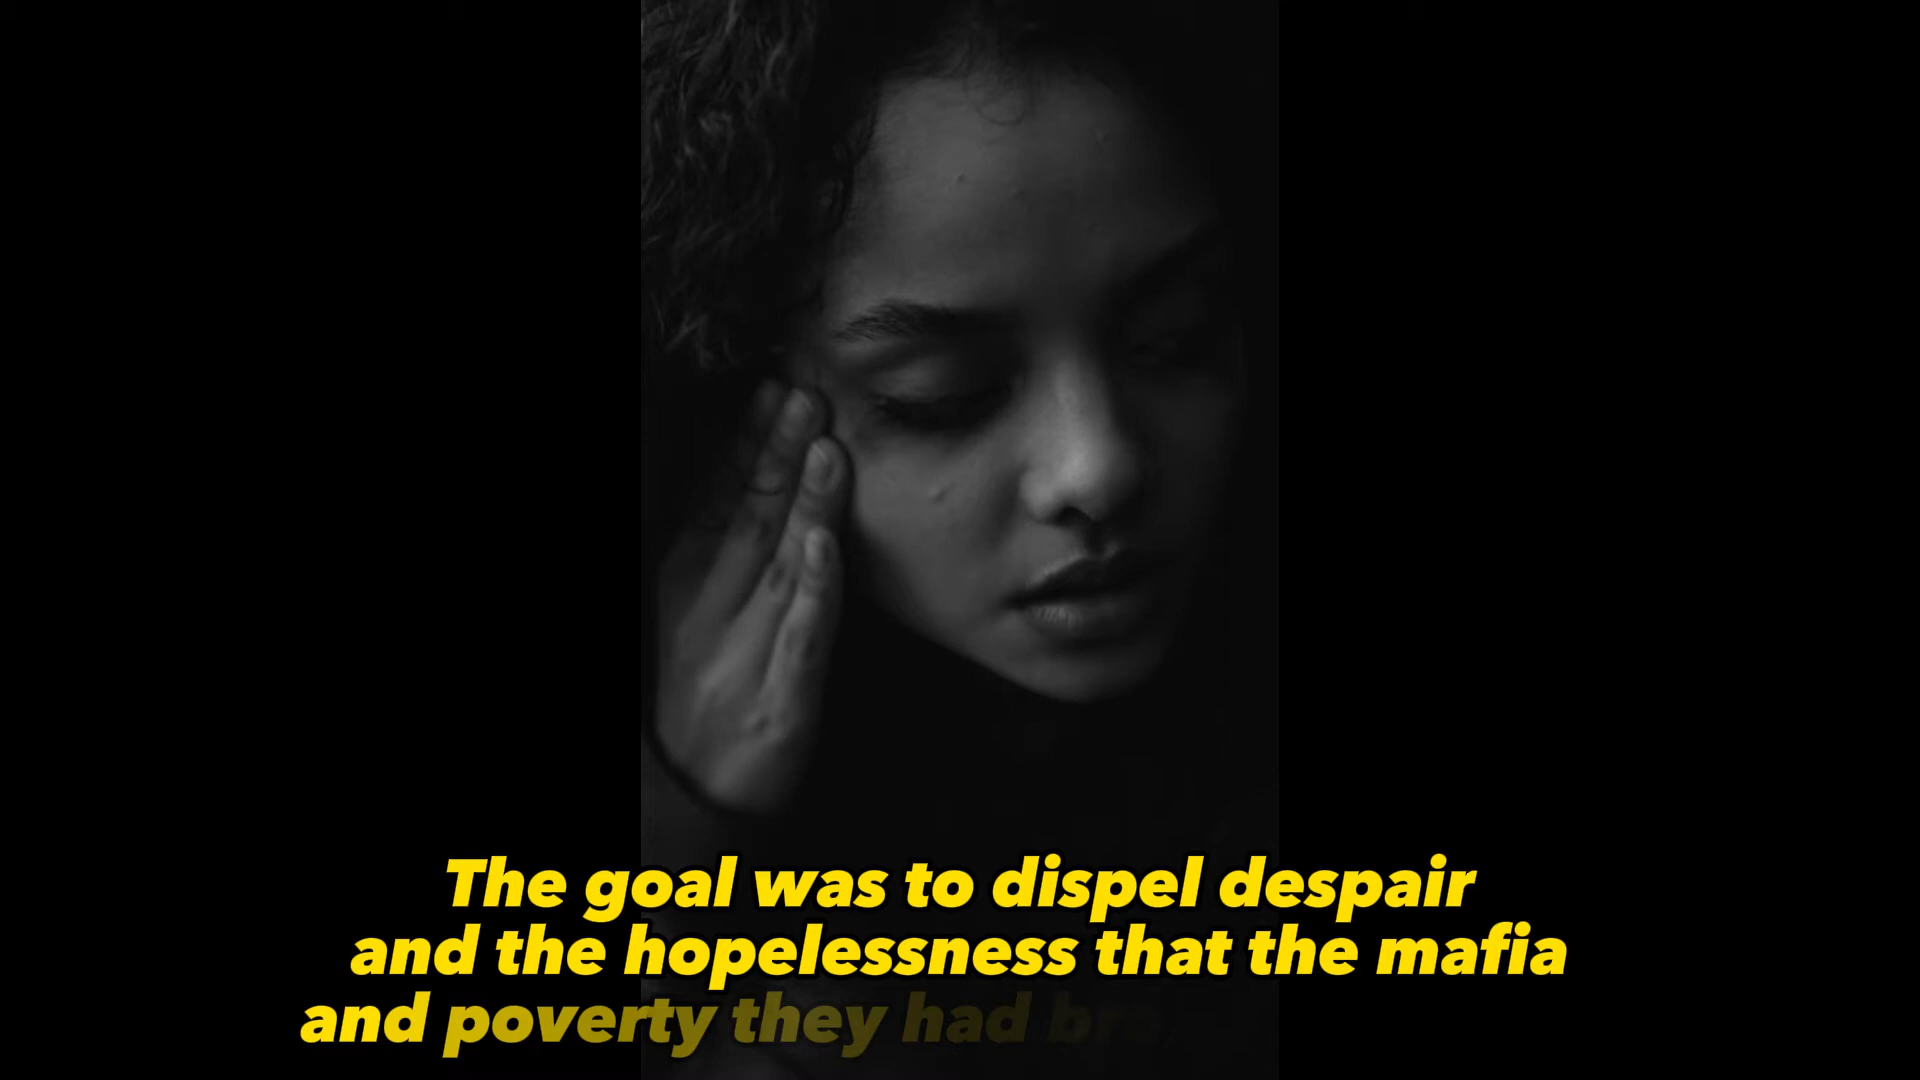 The goal was to dispel despair
and the hopelessness that the mafia
and poverty they had